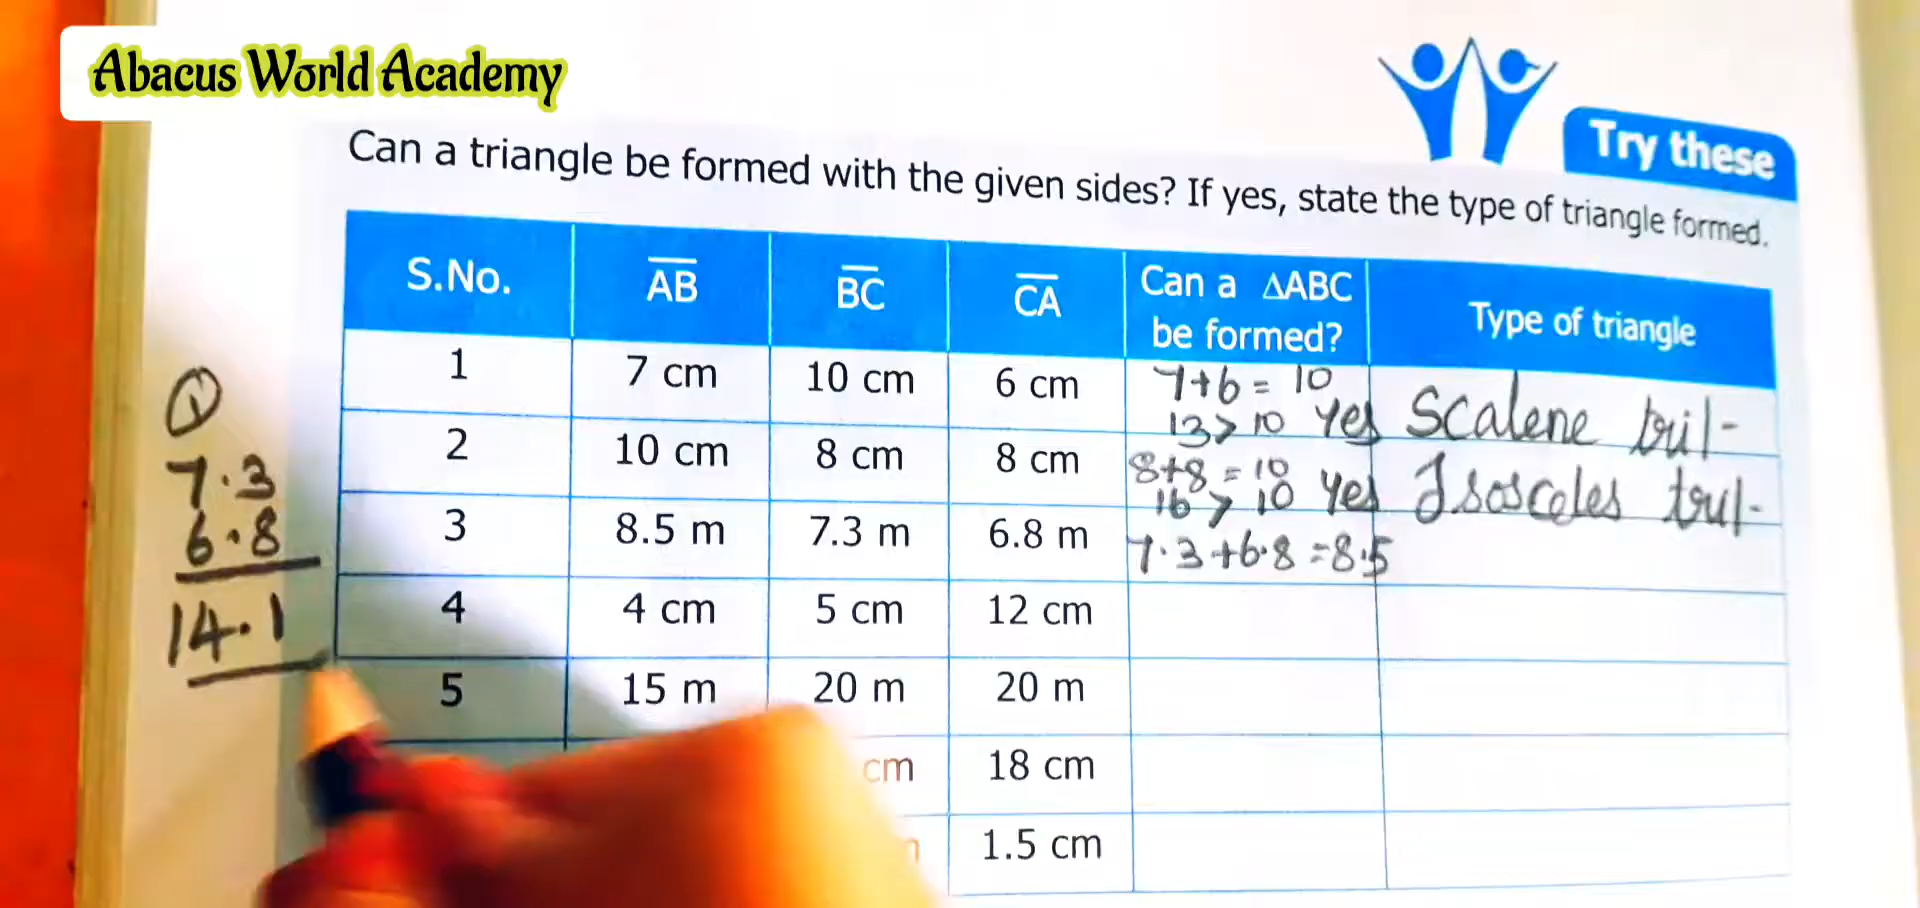 Abacus World Academy
Try these
Can a triangle be formed with the given sides? If yes, state the type of triangle formed.
S.No. AB BC CA Can a ΔABC be formed? Type of triangle
1 7 cm 10 cm 6 cm 7+6 = 10 13 > 10 Yes Scalene tril-
2 10 cm 8 cm 8 cm 8+8 = 10 16 > 10 Yes Isosceles tril-
3 8.5 m 7.3 m 6.8 m 7.3+6.8 = 8.5
4 4 cm 5 cm 12 cm
5 15 m 20 m 20 m
cm 18 cm
1.5 cm
7.3
6.8
14.1